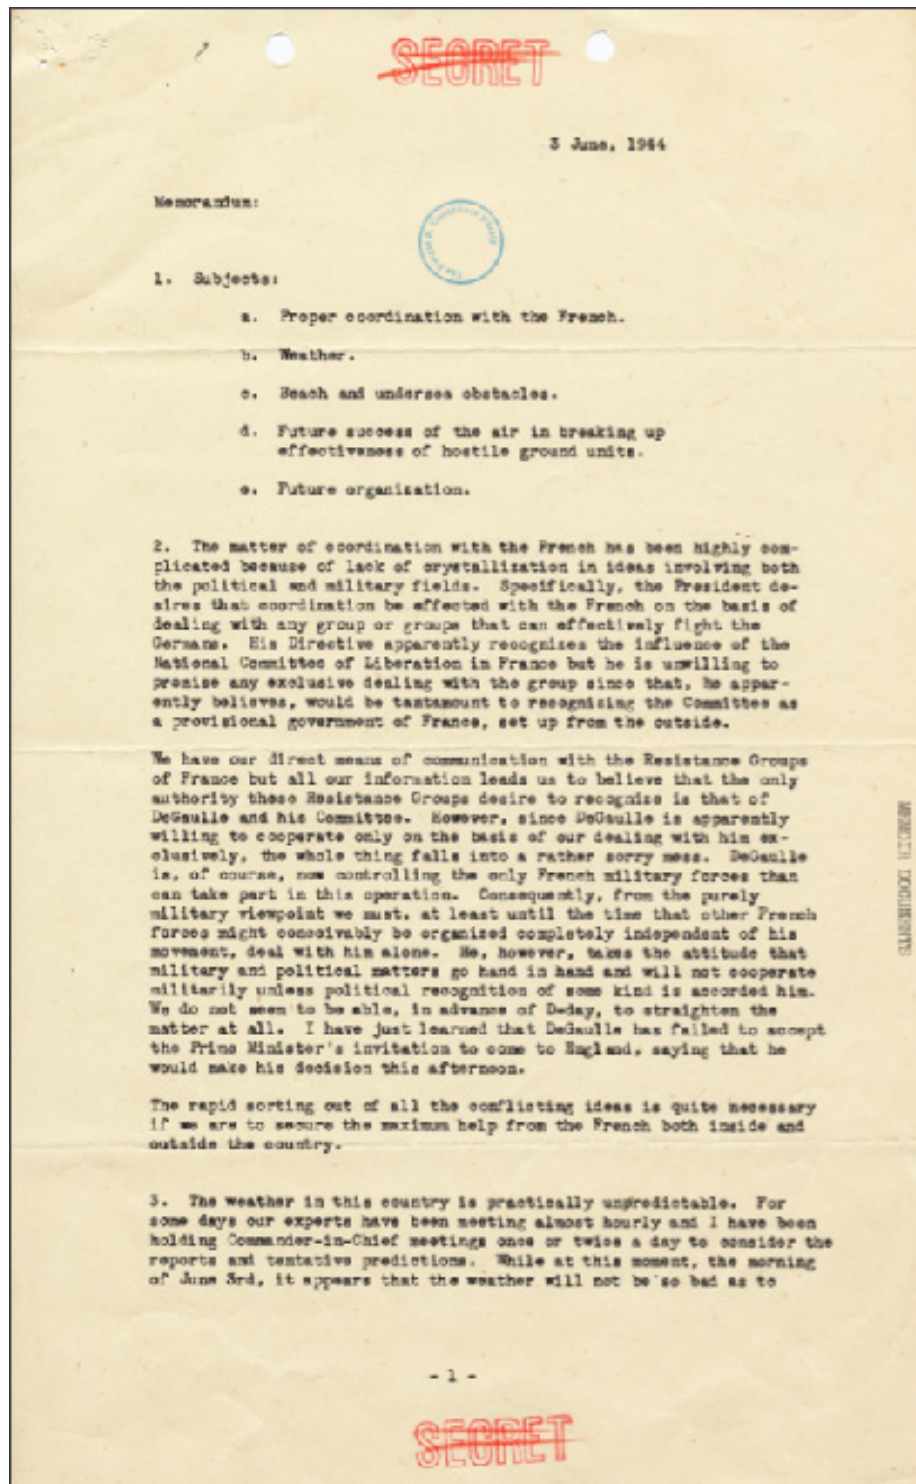 SECRET
3 June, 1944
Memorandum:
1. Subjects:
a. Proper coordination with the French.
b. Weather.
c. Beach and undersea obstacles.
d. Future success of the air in breaking up
effectiveness of hostile ground units.
e. Future organization.
2. The matter of coordination with the French has been highly com-
plicated because of lack of crystallization in ideas involving both
the political and military fields. Specifically, the President de-
sires that coordination be effected with the French on the basis of
dealing with any group or groups that can effectively fight the
Germans. His Directive apparently recognizes the influence of the
National Committee of Liberation in France but he is unwilling to
promise any exclusive dealing with the group since that, he appar-
ently believes, would be tantamount to recognizing the Committee as
a provisional government of France, set up from the outside.
We have our direct means of communication with the Resistance Groups
of France but all our information leads us to believe that the only
authority these Resistance Groups desire to recognize is that of
DeGaulle and his Committee. However, since DeGaulle is apparently
willing to cooperate only on the basis of our dealing with him ex-
clusively, the whole thing falls into a rather sorry mess. DeGaulle
is, of course, now controlling the only French military forces than
can take part in this operation. Consequently, from the purely
military viewpoint we must, at least until the time that other French
forces might conceivably be organized completely independent of his
movement, deal with him alone. He, however, takes the attitude that
military and political matters go hand in hand and will not cooperate
militarily unless political recognition of some kind is accorded him.
We do not seem to be able, in advance of D-day, to straighten the
matter at all. I have just learned that DeGaulle has failed to accept
the Prime Minister's invitation to come to England, saying that he
would make his decision this afternoon.
The rapid sorting out of all the conflicting ideas is quite necessary
if we are to secure the maximum help from the French both inside and
outside the country.
3. The weather in this country is practically unpredictable. For
some days our experts have been meeting almost hourly and I have been
holding Commander-in-Chief meetings once or twice a day to consider the
reports and tentative predictions. While at this moment, the morning
of June 3rd, it appears that the weather will not be so bad as to
- 1 -
SECRET
DOCUMENTS